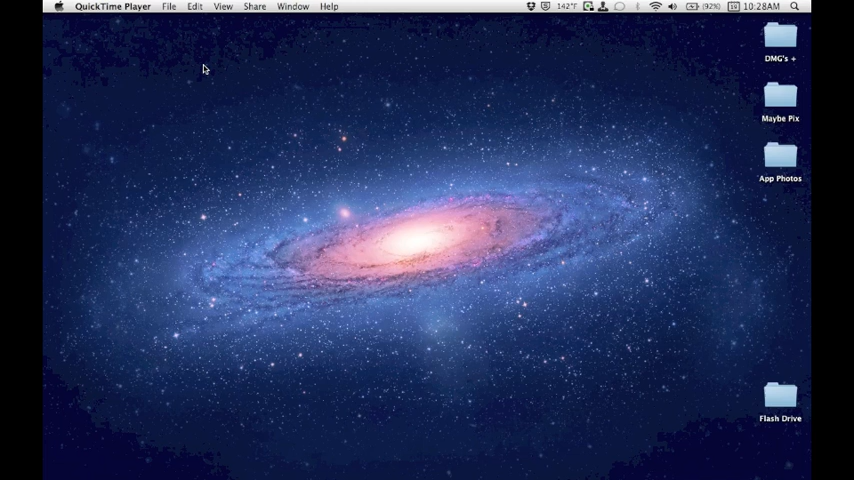 QuickTime Player File Edit View Share Window Help 142°F (92%) 10:28AM
DMG's +
Maybe Pix
App Photos
Flash Drive